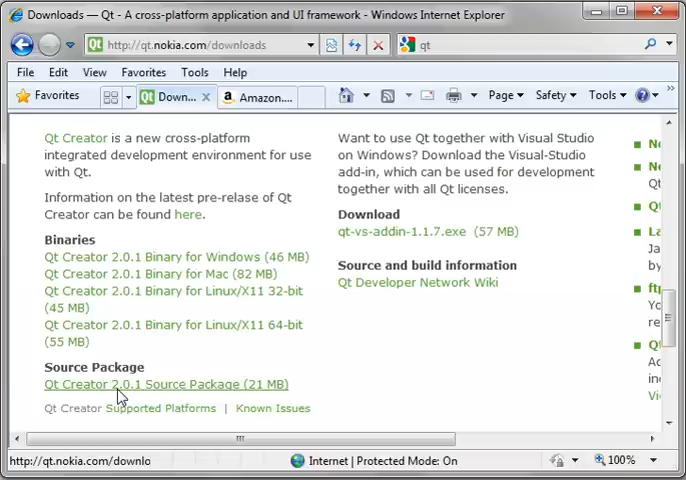 Downloads — Qt - A cross-platform application and UI framework - Windows Internet Explorer
http://qt.nokia.com/downloads
qt
File Edit View Favorites Tools Help
Favorites
Down...
Amazon....
Page
Safety
Tools
Qt Creator is a new cross-platform
integrated development environment for use
with Qt.
Information on the latest pre-relase of Qt
Creator can be found here.
Binaries
Qt Creator 2.0.1 Binary for Windows (46 MB)
Qt Creator 2.0.1 Binary for Mac (82 MB)
Qt Creator 2.0.1 Binary for Linux/X11 32-bit
(45 MB)
Qt Creator 2.0.1 Binary for Linux/X11 64-bit
(55 MB)
Source Package
Qt Creator 2.0.1 Source Package (21 MB)
Qt Creator Supported Platforms | Known Issues
Want to use Qt together with Visual Studio
on Windows? Download the Visual-Studio
add-in, which can be used for development
together with all Qt licenses.
Download
qt-vs-addin-1.1.7.exe (57 MB)
Source and build information
Qt Developer Network Wiki
http://qt.nokia.com/downlo
Internet | Protected Mode: On
100%